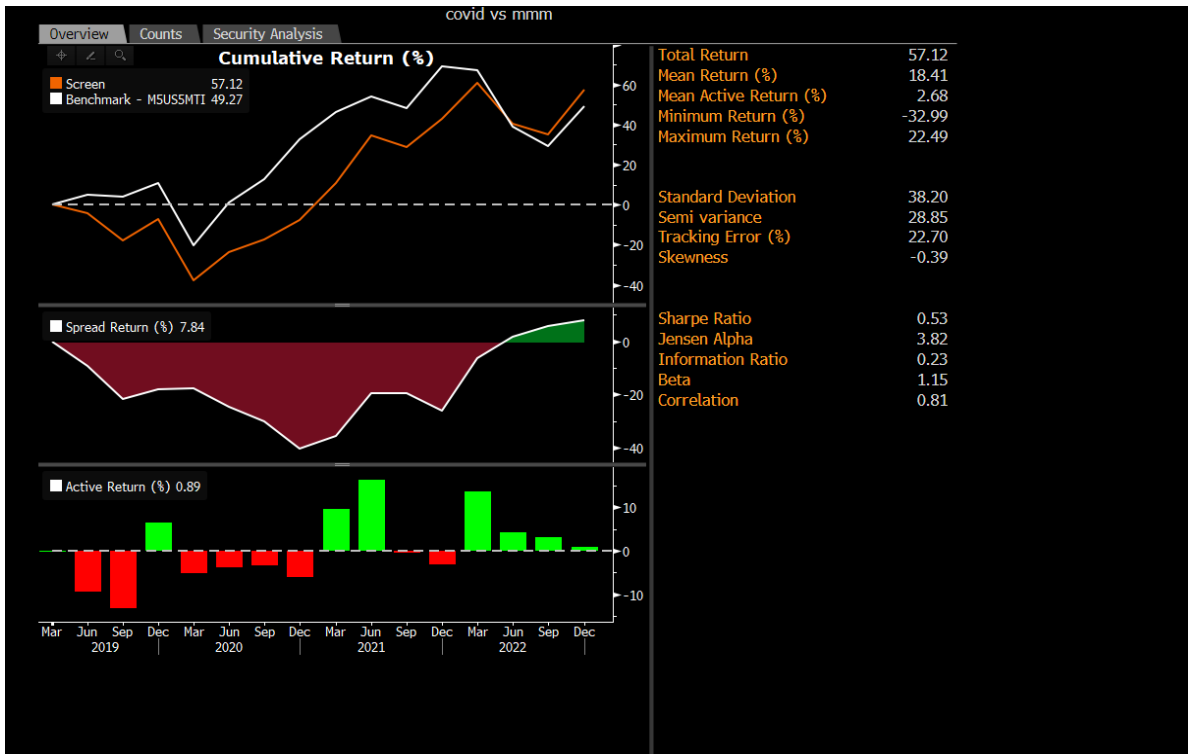 covid vs mmm
Overview Counts Security Analysis
Cumulative Return (%)
Screen 57.12
Benchmark - M5US5MTI 49.27
60
40
20
0
-20
-40
Spread Return (%) 7.84
0
-20
-40
Active Return (%) 0.89
10
0
-10
Mar Jun Sep Dec Mar Jun Sep Dec Mar Jun Sep Dec Mar Jun Sep Dec
2019 2020 2021 2022
Total Return 57.12
Mean Return (%) 18.41
Mean Active Return (%) 2.68
Minimum Return (%) -32.99
Maximum Return (%) 22.49
Standard Deviation 38.20
Semi variance 28.85
Tracking Error (%) 22.70
Skewness -0.39
Sharpe Ratio 0.53
Jensen Alpha 3.82
Information Ratio 0.23
Beta 1.15
Correlation 0.81